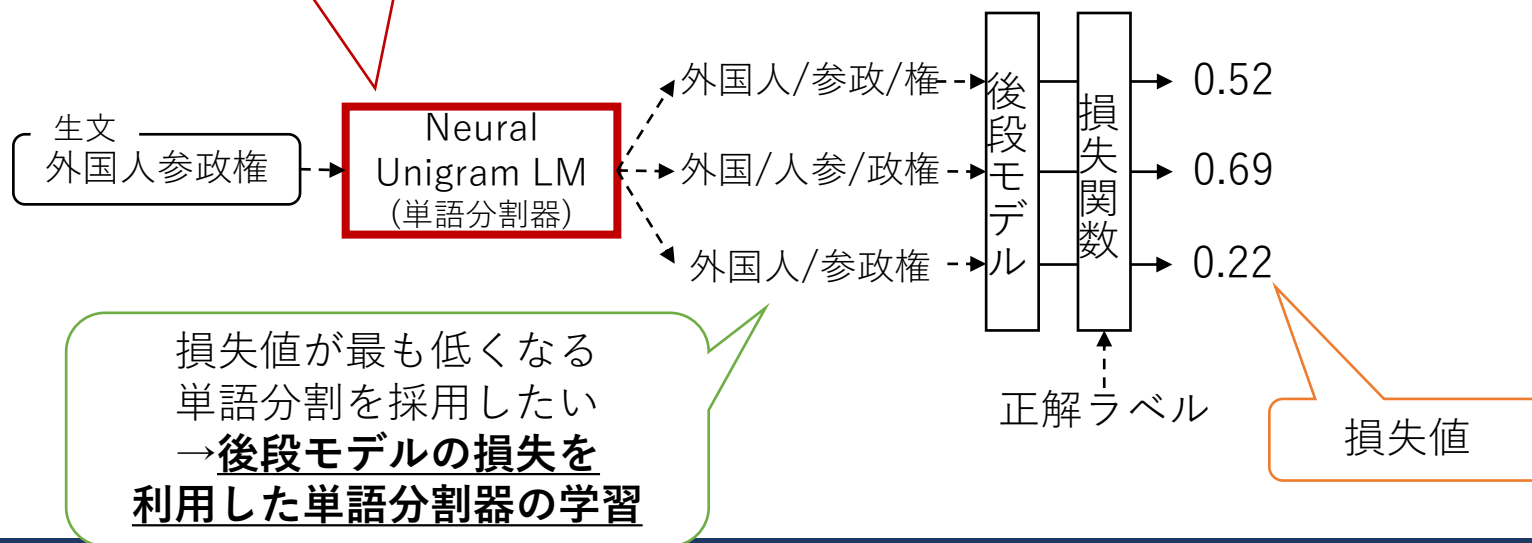 生文
外国人参政権
Neural
Unigram LM
(単語分割器)
外国人/参政/権
外国/人参/政権
外国人/参政権
後段モデル
損失関数
0.52
0.69
0.22
正解ラベル
損失値
損失値が最も低くなる
単語分割を採用したい
→後段モデルの損失を
利用した単語分割器の学習